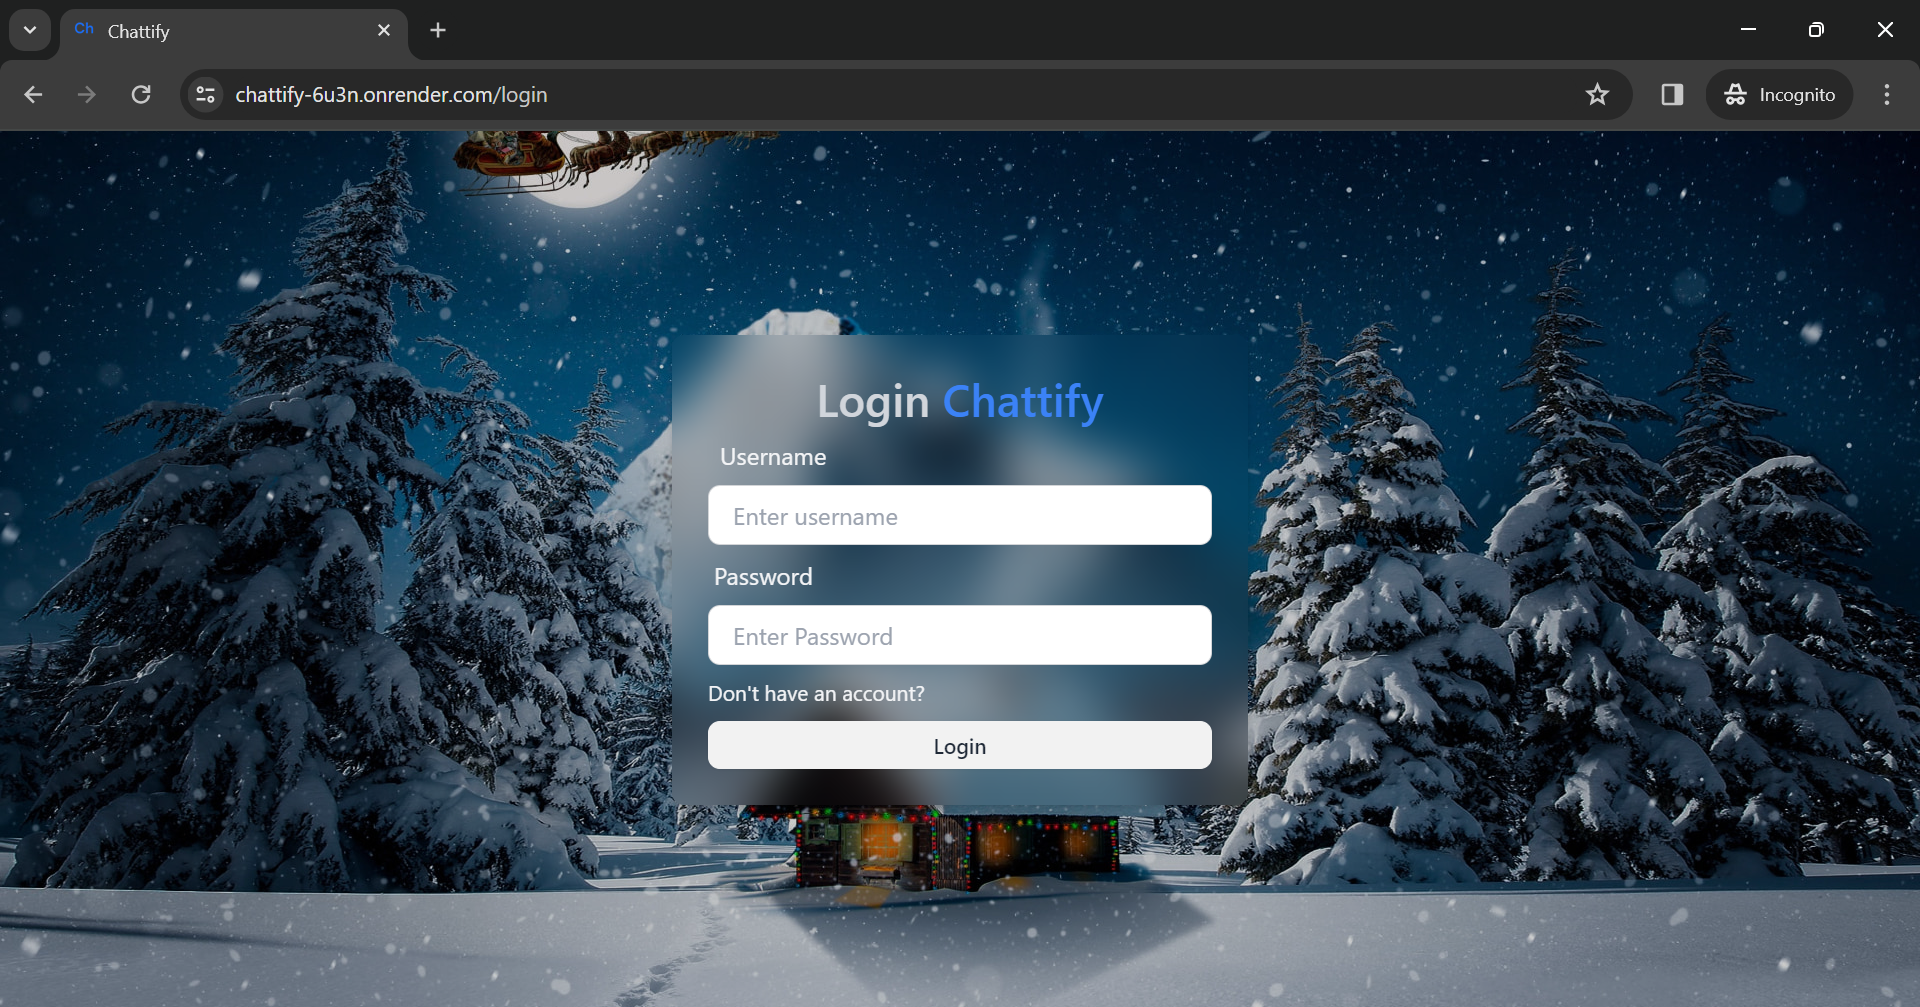 Ch Chattify
chattify-6u3n.onrender.com/login
Incognito
Login Chattify
Username
Enter username
Password
Enter Password
Don't have an account?
Login